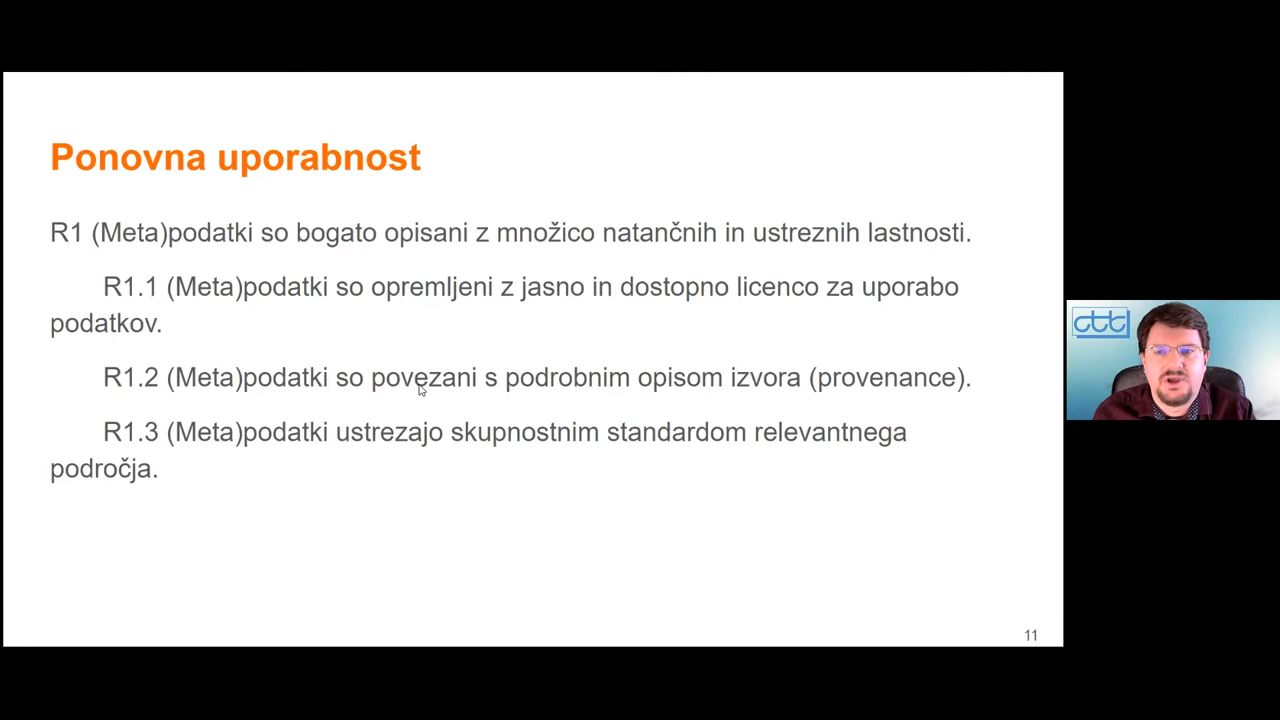 Ponovna uporabnost
R1 (Meta)podatki so bogato opisani z množico natančnih in ustreznih lastnosti.
R1.1 (Meta)podatki so opremljeni z jasno in dostopno licenco za uporabo
podatkov.
R1.2 (Meta)podatki so povezani s podrobnim opisom izvora (provenance).
R1.3 (Meta)podatki ustrezajo skupnostnim standardom relevantnega
področja.
11
ctt